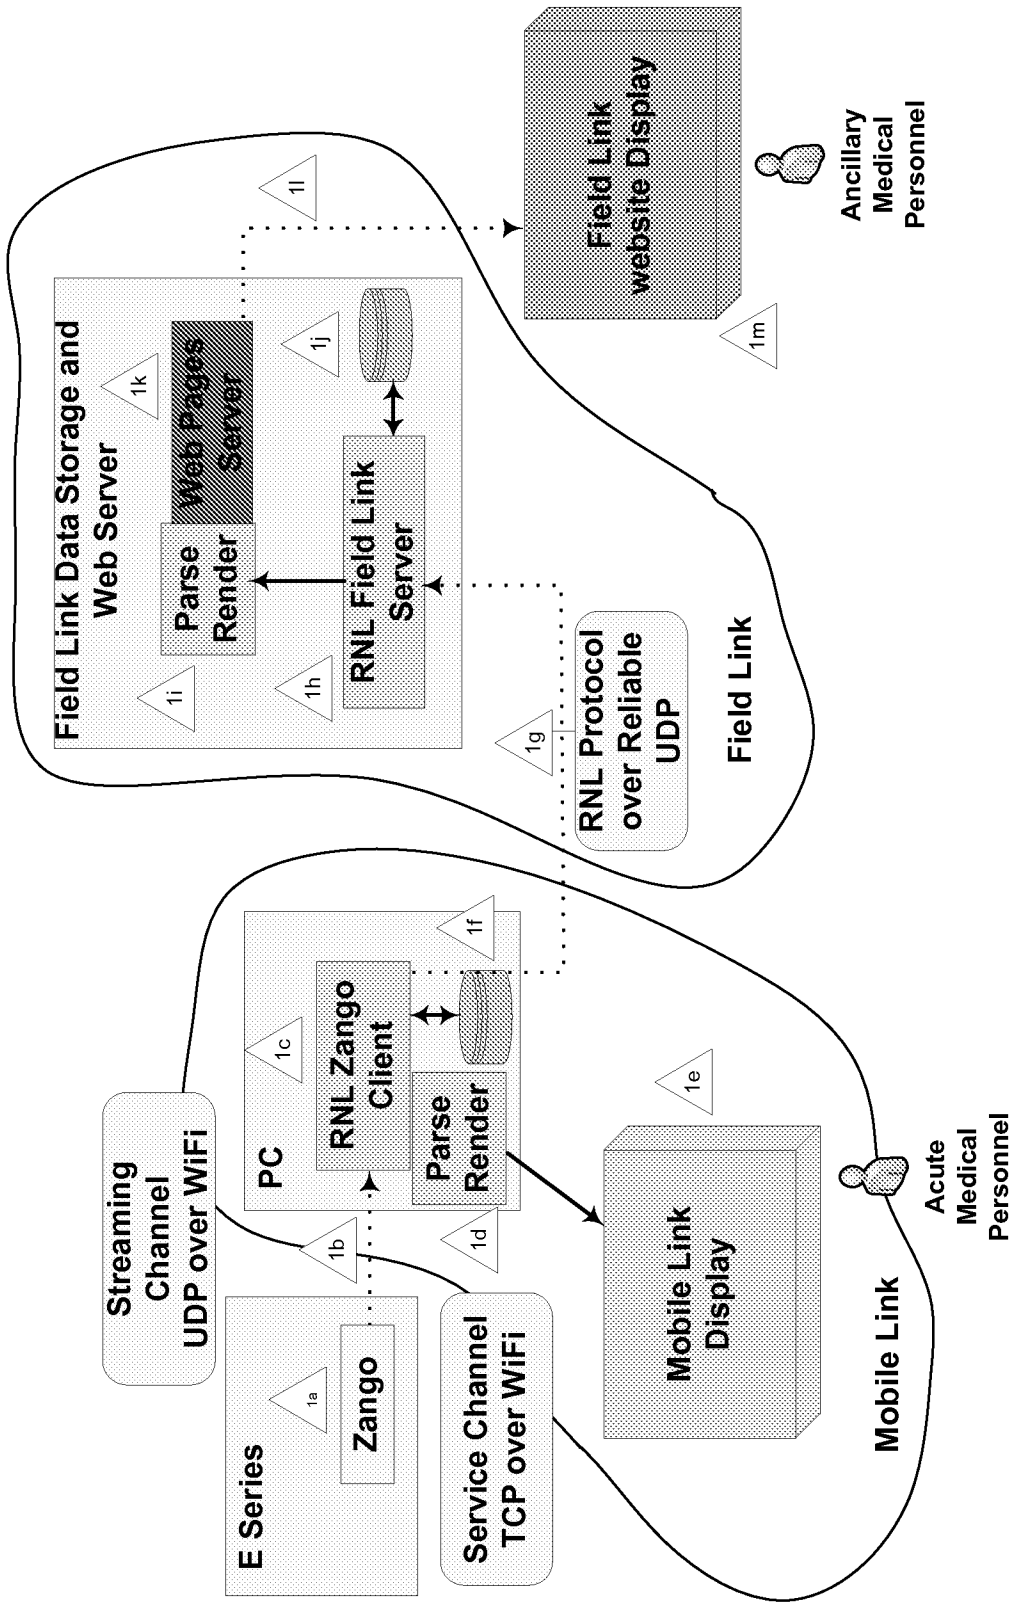 E Series
1a
Zango
Streaming
Channel
UDP over WiFi
1b
Service Channel
TCP over WiFi
PC
1c
RNL Zango
Client
1d
Parse
Render
1f
Mobile Link
Display
1e
Mobile Link
Acute
Medical
Personnel
Field Link Data Storage and
Web Server
1i
Parse
Render
Web Pages
Server
1k
1h
RNL Field Link
Server
1j
1l
1g
RNL Protocol
over Reliable
UDP
Field Link
Field Link
website Display
1m
Ancillary
Medical
Personnel